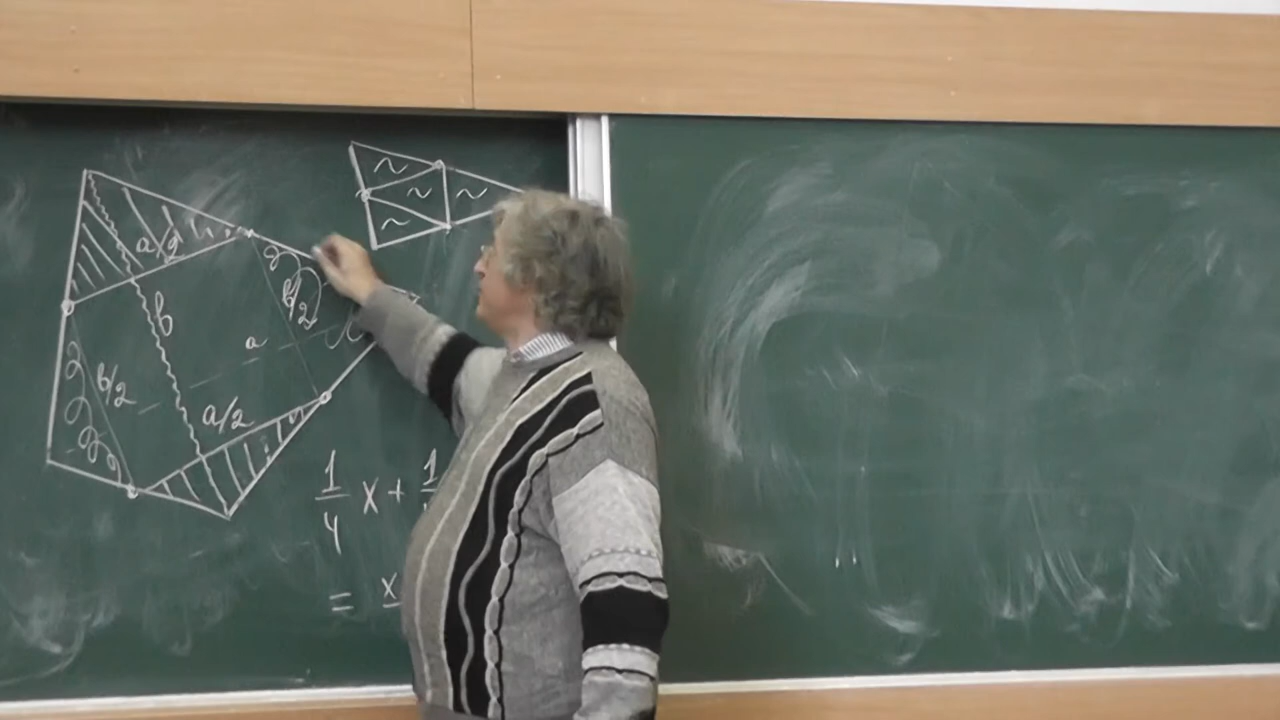 ~ ~
~ ~
a/2
b
b/2
a
b/2
a/2
1/4 x + 1
= x